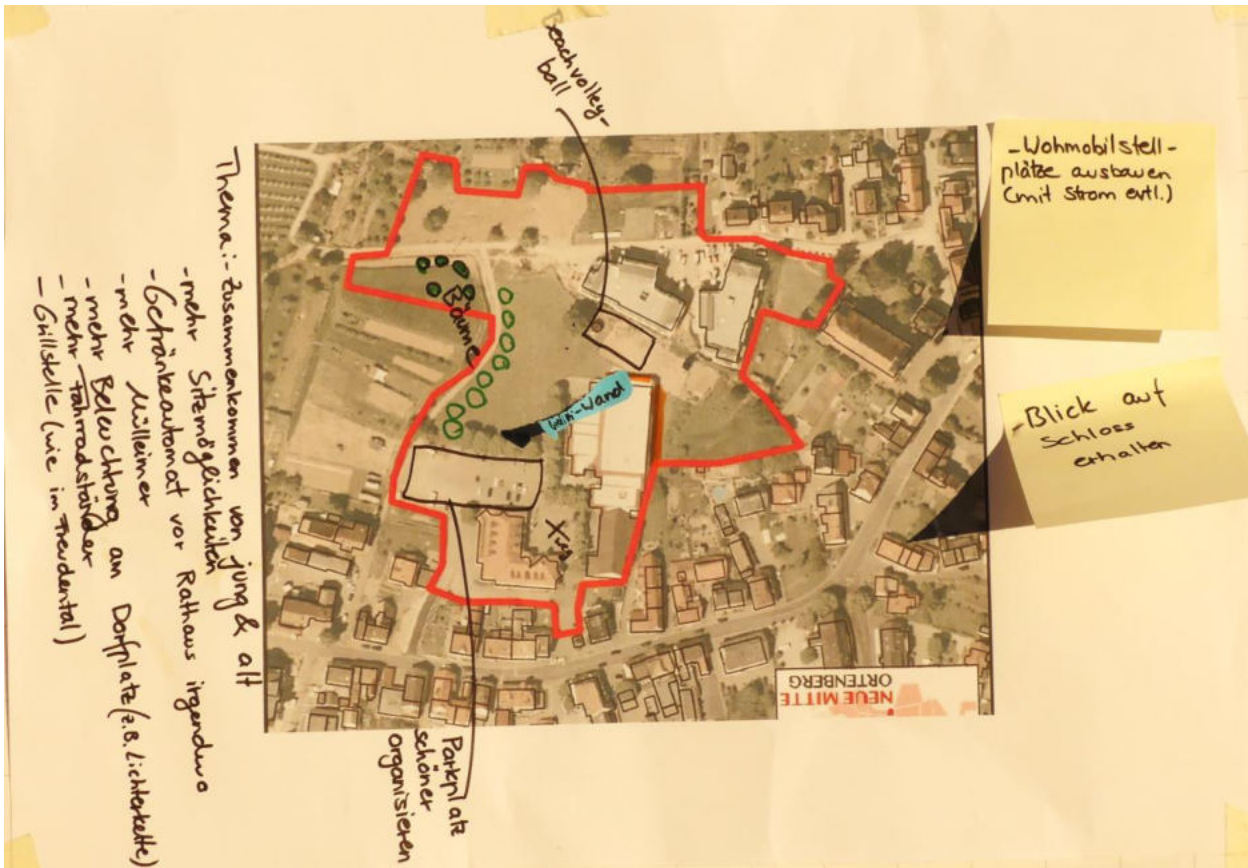 Beachvolley-
ball
- Wohmobilstell-
plätze ausbauen
(mit Strom evtl.)
- Blick auf
Schloss
erhalten
Bäume
-Wand
NEUE MITTE
ORTENBERG
Parkplatz
schöner
organisieren
Thema:- Zusammenkommen von jung & alt
- mehr Sitzmöglichkeiten
- Getränkeautomat vor Rathaus irgendwo
- mehr Mülleimer
- mehr Beleuchtung am Dorfplatz (z.B. Lichterkette)
- mehr Fahrradständer
- Grillstelle (wie im Freudental)